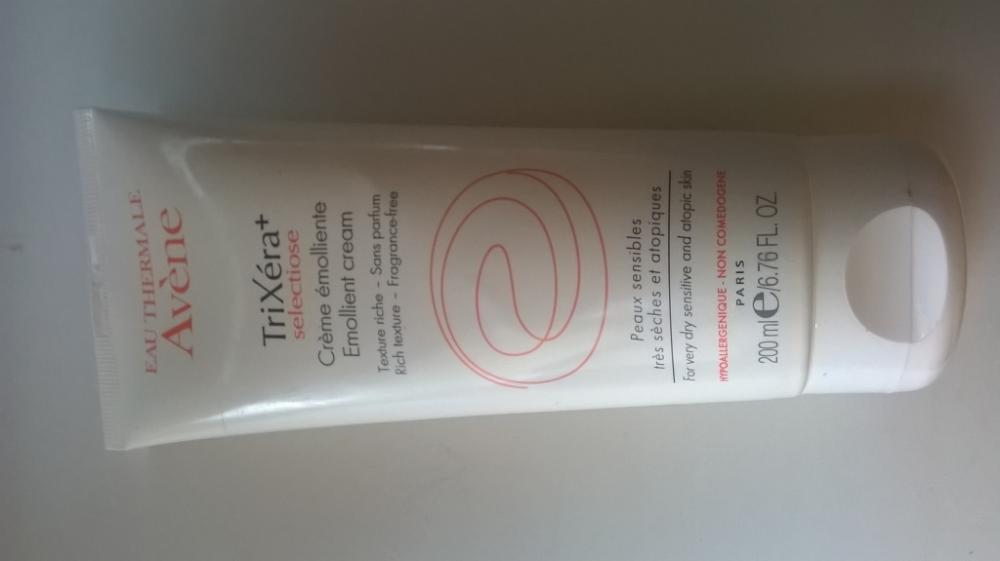 EAU THERMALE
Avène
TriXéra+
selectiose
Crème émolliente
Emollient cream
Texture riche - Sans parfum
Rich texture - Fragrance-free
Peaux sensibles
très sèches et atopiques
For very dry sensitive and atopic skin
HYPOALLERGENIQUE - NON COMEDOGENE
PARIS
200 ml e/6.76 FL. OZ.